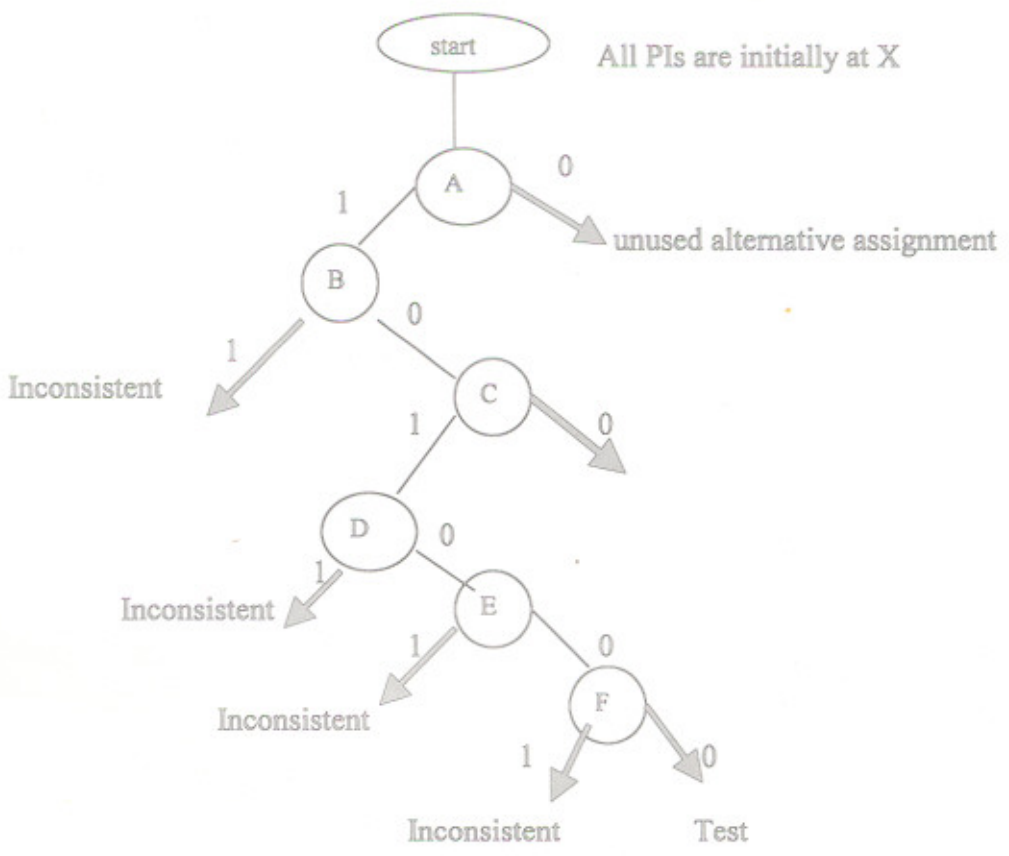 start
All PIs are initially at X
A
0
1
unused alternative assignment
B
0
1
Inconsistent
C
0
1
D
0
1
Inconsistent
E
1
0
Inconsistent
F
1
0
Inconsistent
Test